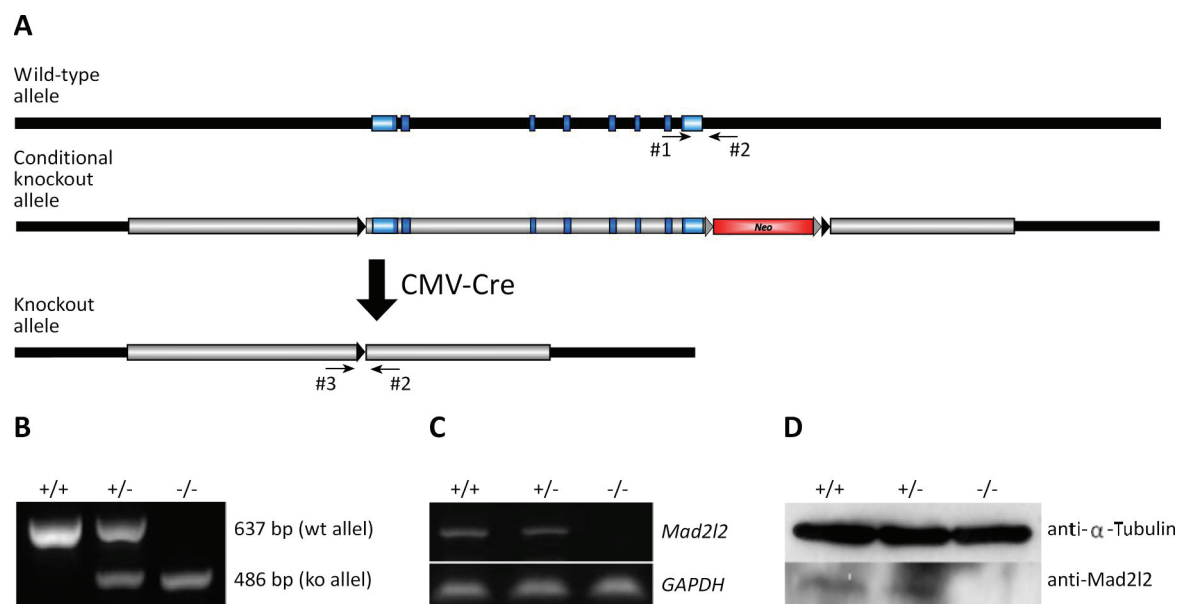 A
Wild-type
allele
#1
#2
Conditional
knockout
allele
Neo
CMV-Cre
Knockout
allele
#3
#2
B
+/+ +/- -/-
637 bp (wt allel)
486 bp (ko allel)
C
+/+ +/- -/-
Mad2l2
GAPDH
D
+/+ +/- -/-
anti-α-Tubulin
anti-Mad2l2